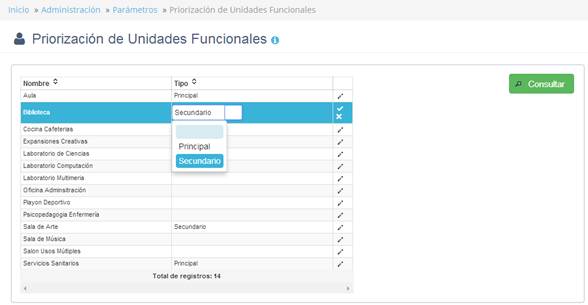 Inicio » Administración » Parámetros » Priorización de Unidades Funcionales
Priorización de Unidades Funcionales
Consultar
Nombre Tipo
Aula Principal
Biblioteca Secundario
Principal
Secundario
Cocina Cafeterias
Expansiones Creativas
Laboratorio de Ciencias
Laboratorio Computación
Laboratorio Multimeria
Oficina Adminsitración
Playon Deportivo
Psicopedagogia Enfermería
Sala de Arte Secundario
Sala de Música
Salon Usos Múltiples
Servicios Sanitarios Principal
Total de registros: 14